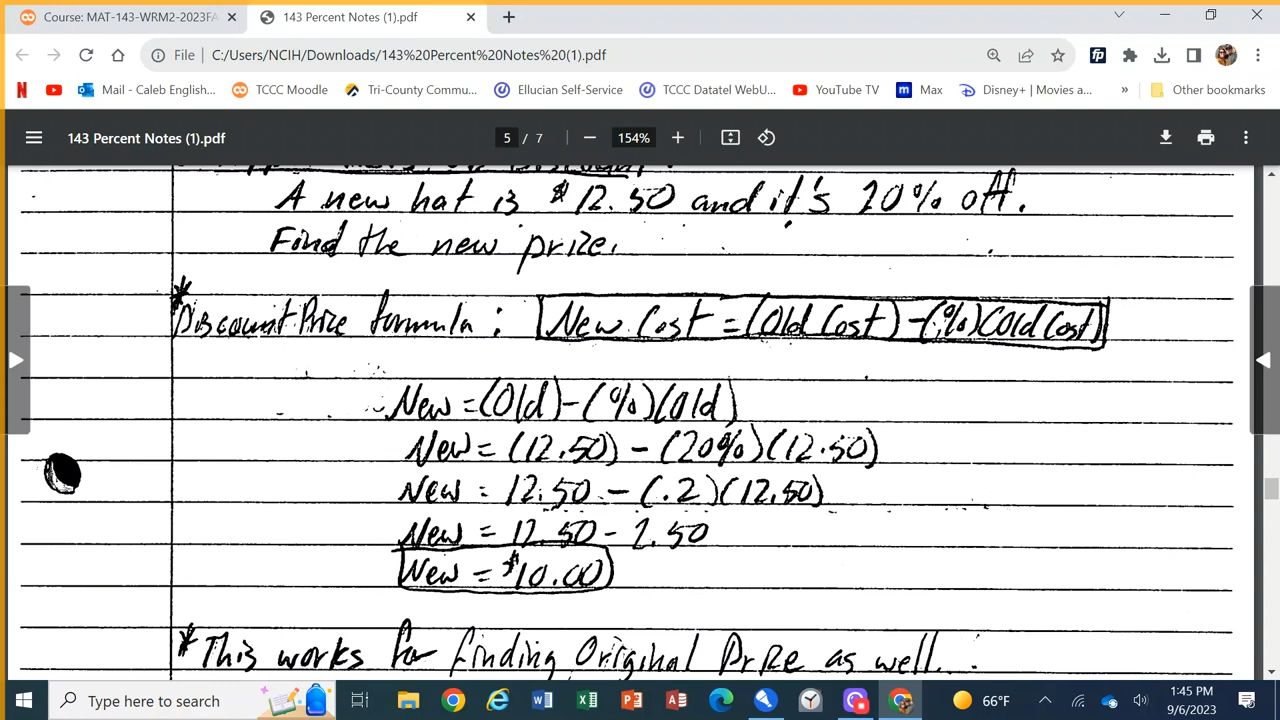 Course: MAT-143-WRM2-2023FA
143 Percent Notes (1).pdf
File C:/Users/NCIH/Downloads/143%20Percent%20Notes%20(1).pdf
Mail - Caleb English...
TCCC Moodle
Tri-County Commu...
Ellucian Self-Service
TCCC Datatel WebU...
YouTube TV
Max
Disney+ | Movies a...
»
Other bookmarks
143 Percent Notes (1).pdf
5 / 7
154%
A new hat is $12.50 and it's 20% off.
Find the new prize.
*Discount Price formula: New Cost = (Old Cost) - (%)(Old Cost)
New = (Old) - (%)(Old)
New = (12.50) - (20%)(12.50)
New = 12.50 - (.2)(12.50)
New = 12.50 - 2.50
New = $10.00
*This works for finding Original Prize as well.
Type here to search
66°F
1:45 PM
9/6/2023